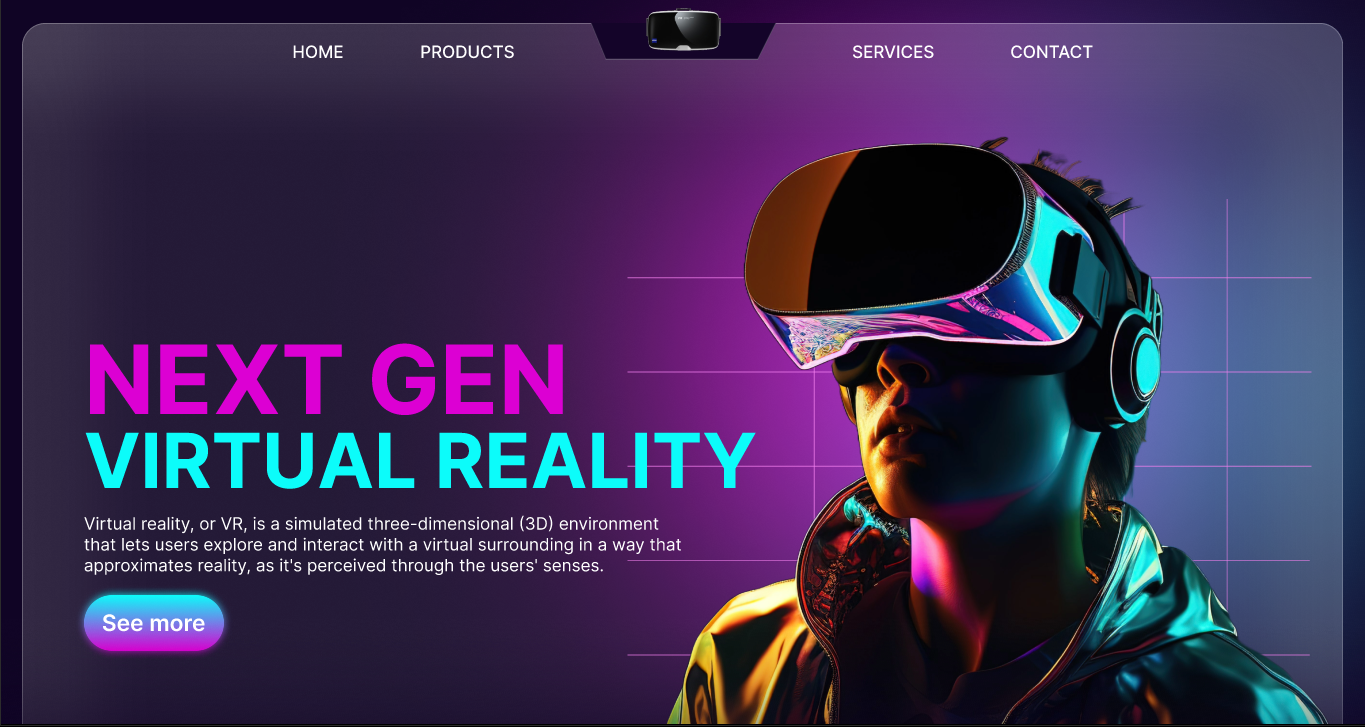 HOME
PRODUCTS
SERVICES
CONTACT
NEXT GEN
VIRTUAL REALITY
Virtual reality, or VR, is a simulated three-dimensional (3D) environment
that lets users explore and interact with a virtual surrounding in a way that
approximates reality, as it's perceived through the users' senses.
See more